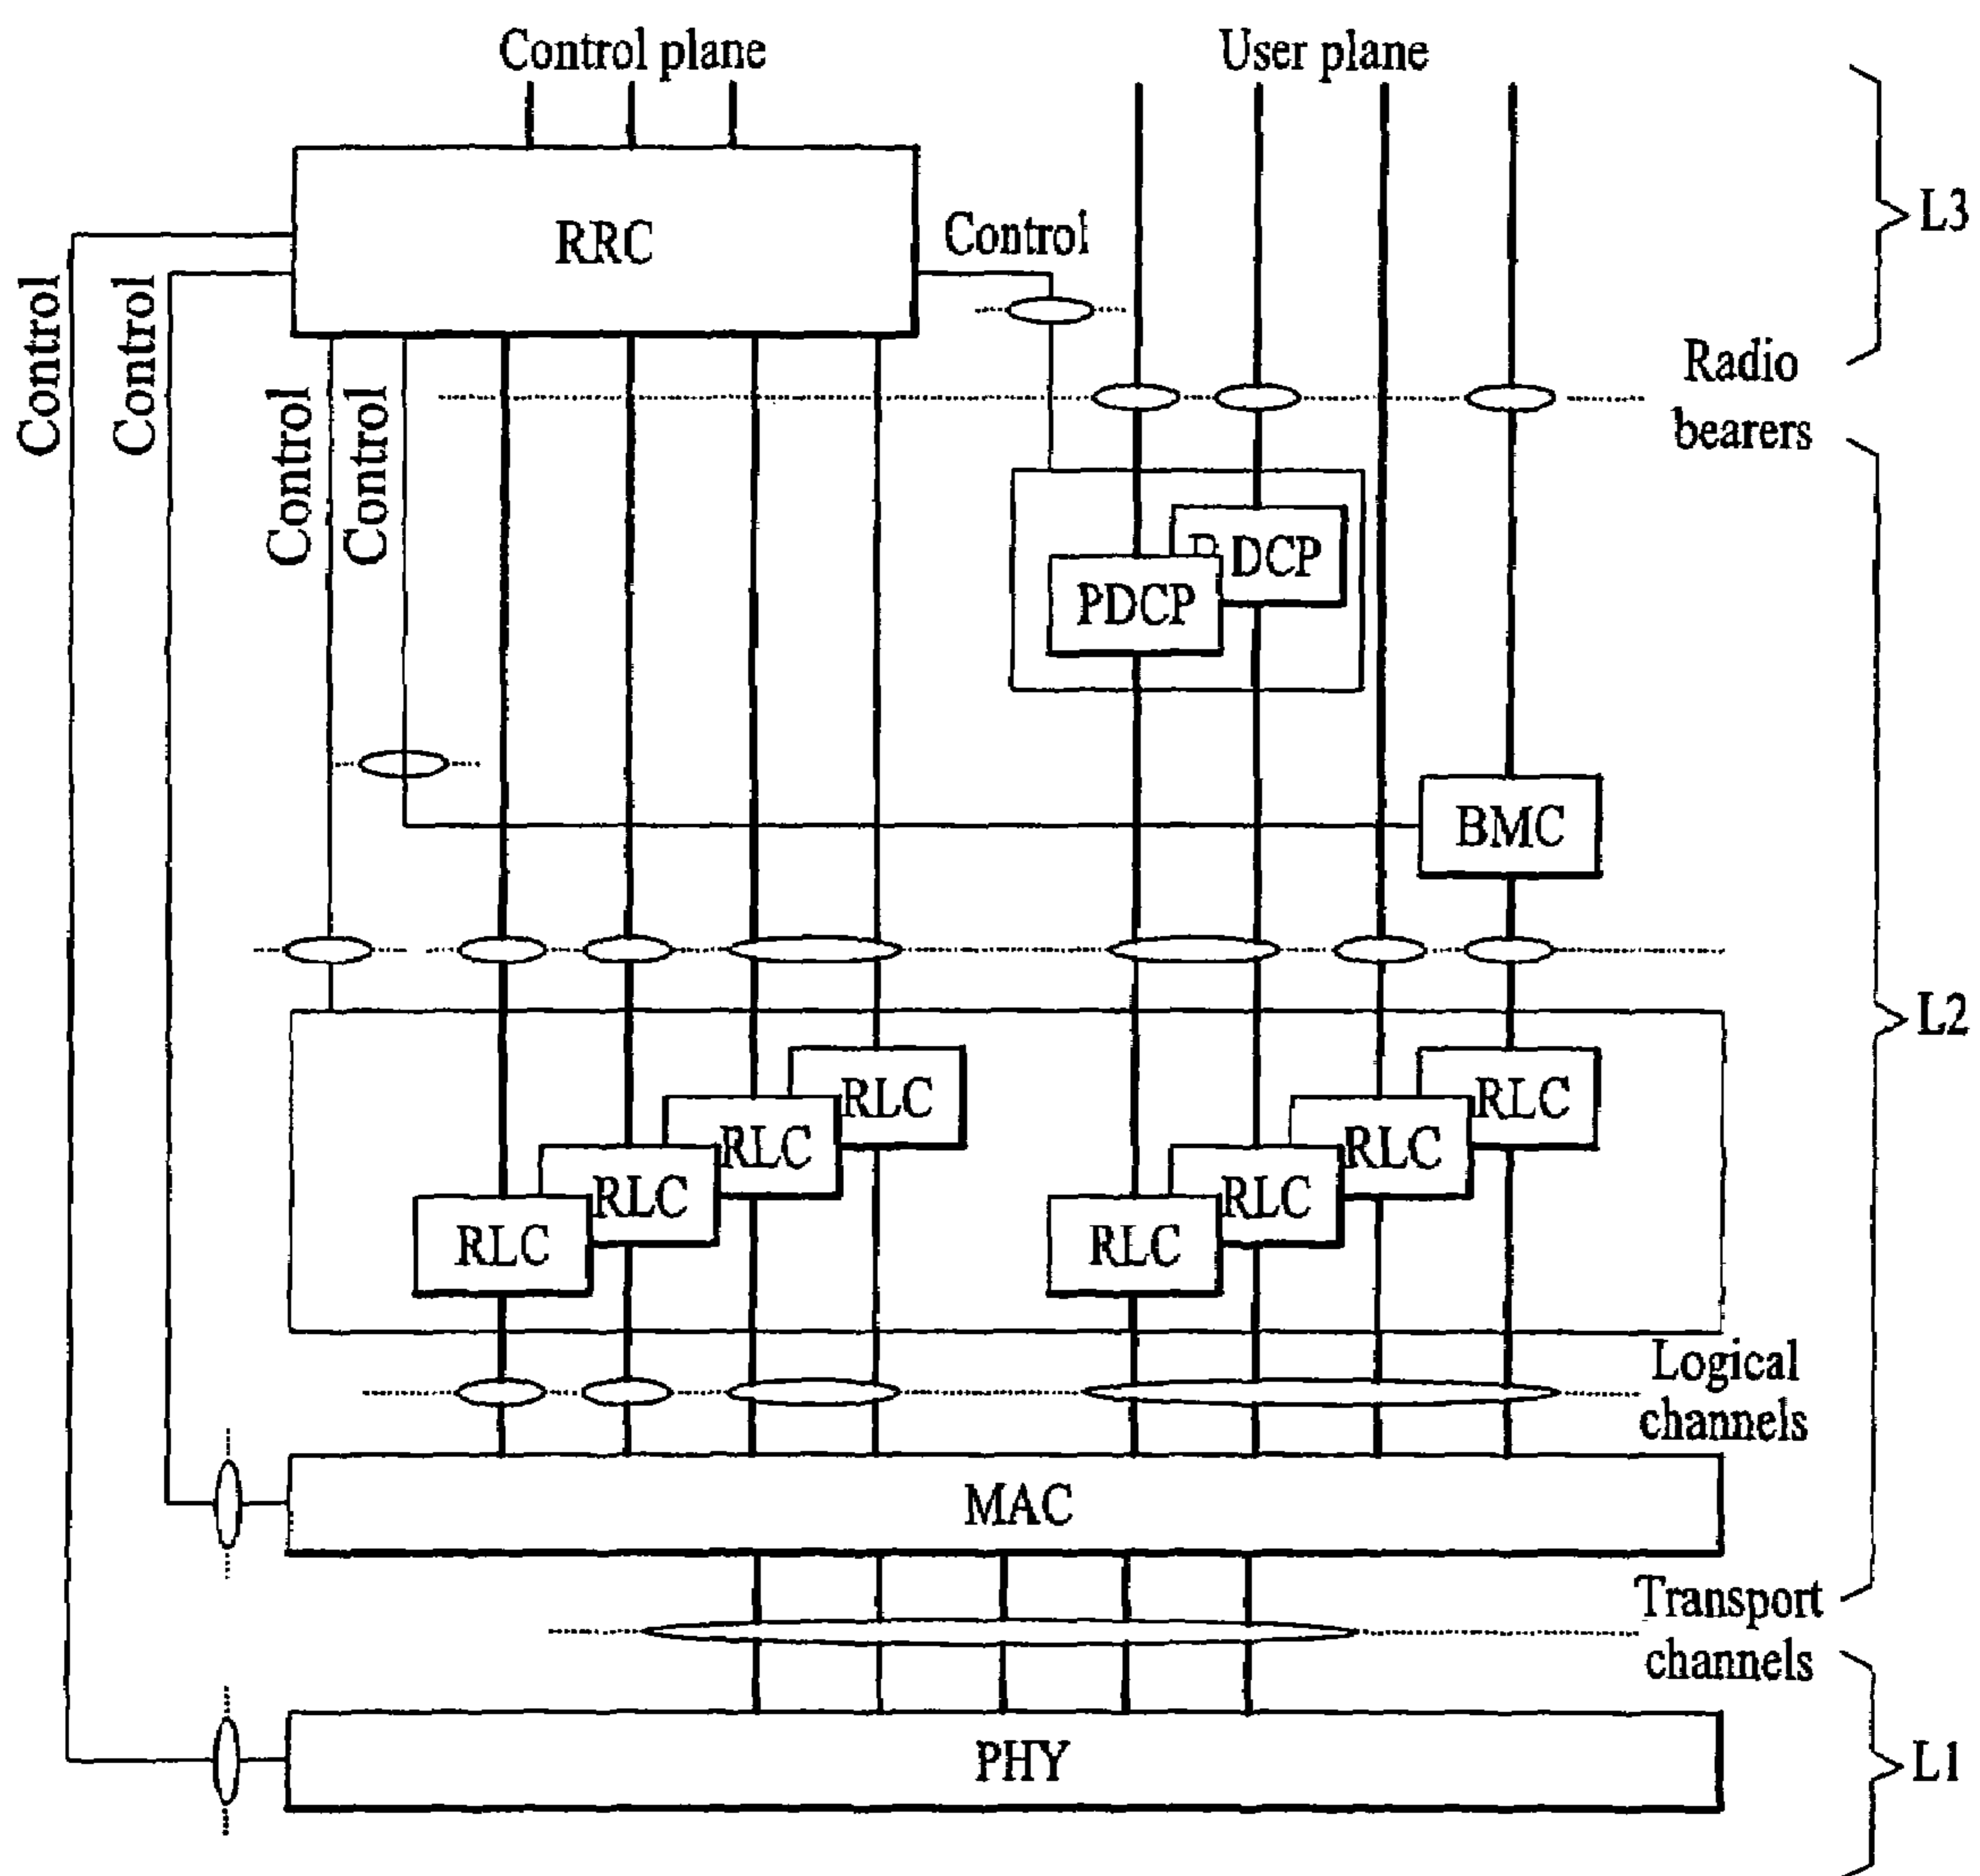 Control plane
User plane
RRC
Control
L3
Control
Control
Control
Control
Radio
bearers
DCP
PDCP
BMC
L2
RLC
RLC
RLC
RLC
RLC
RLC
RLC
RLC
Logical
channels
MAC
Transport
channels
PHY
L1